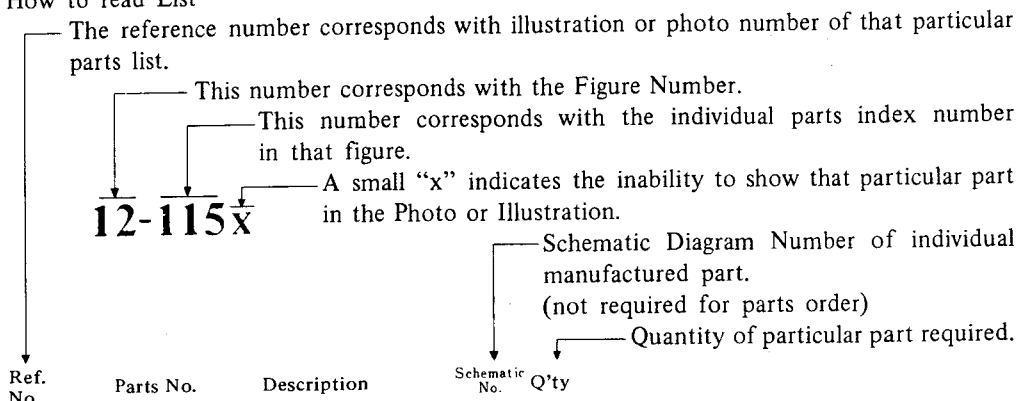 How to read List
The reference number corresponds with illustration or photo number of that particular
parts list.
This number corresponds with the Figure Number.
This number corresponds with the individual parts index number
in that figure.
A small “x” indicates the inability to show that particular part
in the Photo or Illustration.
12-115x
Schematic Diagram Number of individual
manufactured part.
(not required for parts order)
Quantity of particular part required.
Ref. No. Parts No. Description Schematic No. Q'ty